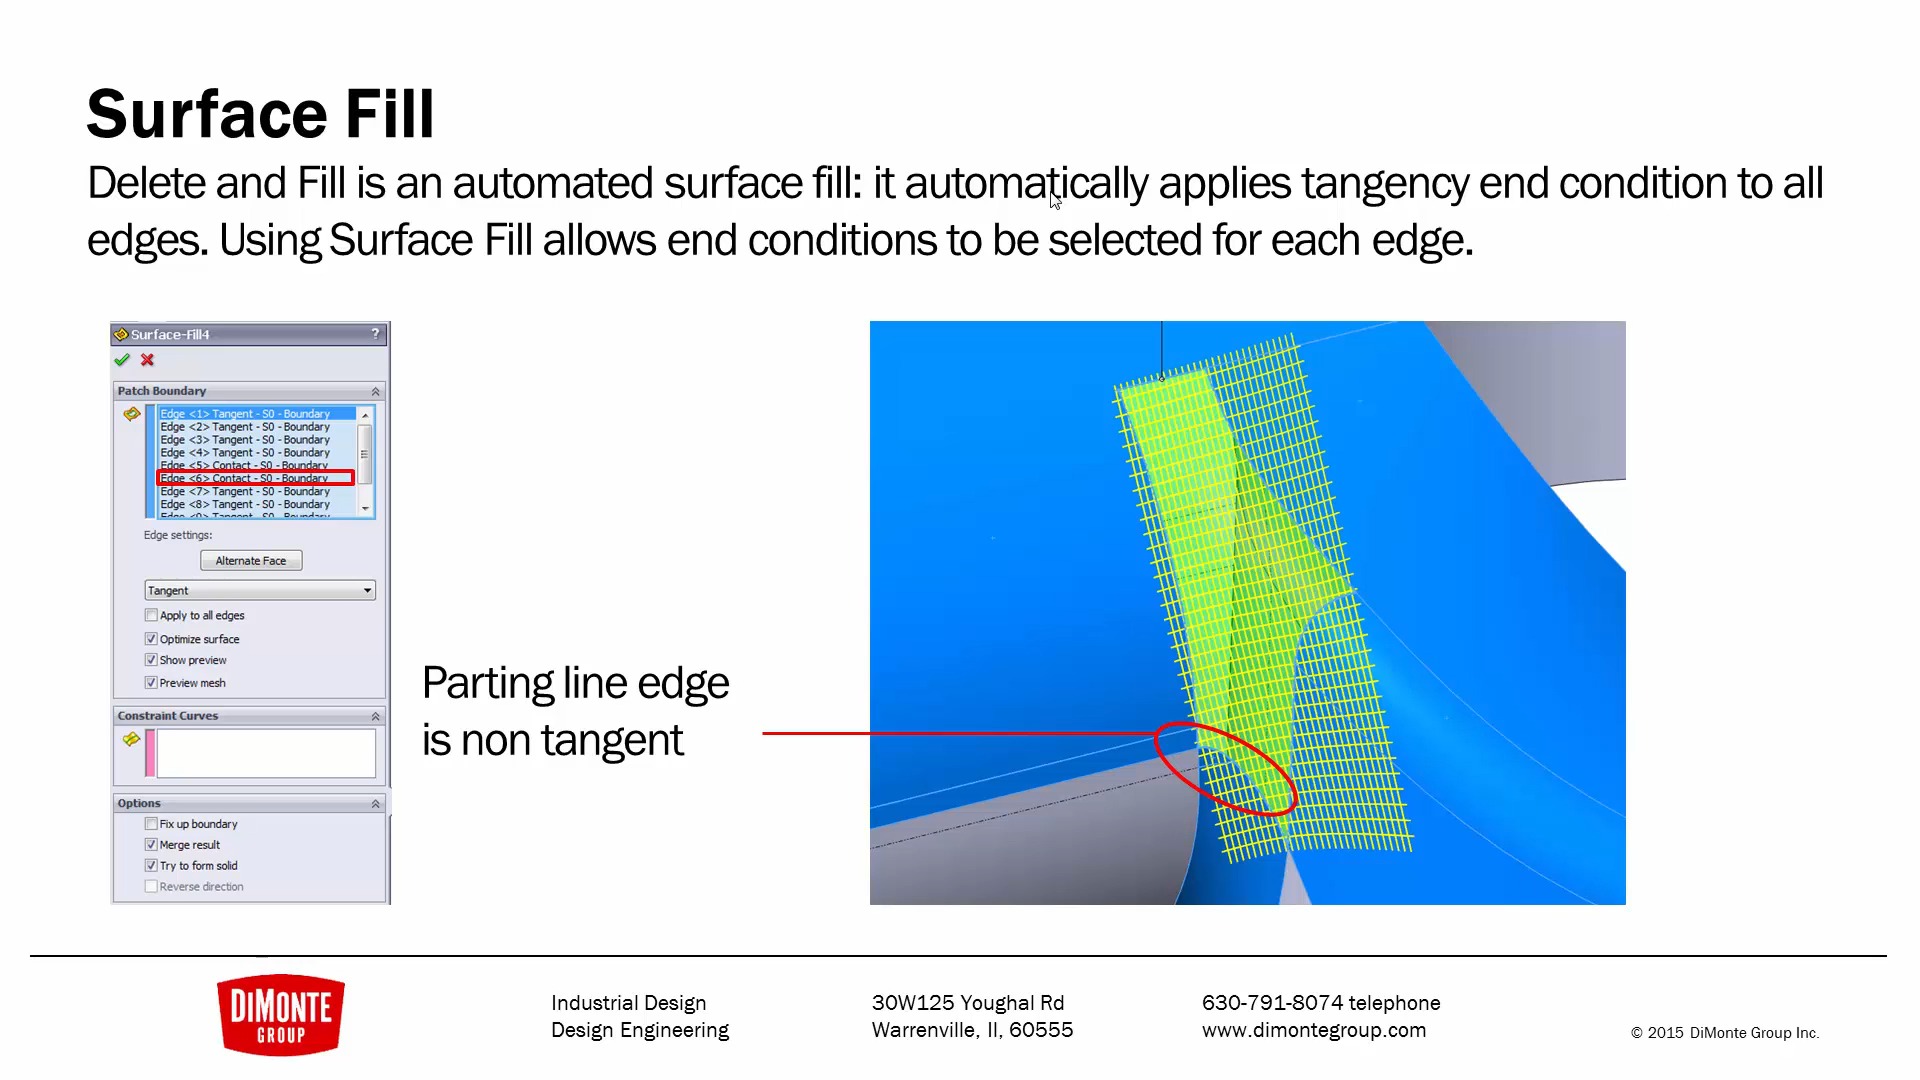 Surface Fill
Delete and Fill is an automated surface fill: it automatically applies tangency end condition to all
edges. Using Surface Fill allows end conditions to be selected for each edge.
Surface-Fill4 ?
Patch Boundary
Edge <1> Tangent - S0 - Boundary
Edge <2> Tangent - S0 - Boundary
Edge <3> Tangent - S0 - Boundary
Edge <4> Tangent - S0 - Boundary
Edge <5> Contact - S0 - Boundary
Edge <6> Contact - S0 - Boundary
Edge <7> Tangent - S0 - Boundary
Edge <8> Tangent - S0 - Boundary
Edge <9> Tangent - S0 - Boundary
Edge settings:
Alternate Face
Tangent
Apply to all edges
Optimize surface
Show preview
Preview mesh
Constraint Curves
Options
Fix up boundary
Merge result
Try to form solid
Reverse direction
Parting line edge
is non tangent
DIMONTE
GROUP
Industrial Design
Design Engineering
30W125 Youghal Rd
Warrenville, Il, 60555
630-791-8074 telephone
www.dimontegroup.com
© 2015 DiMonte Group Inc.